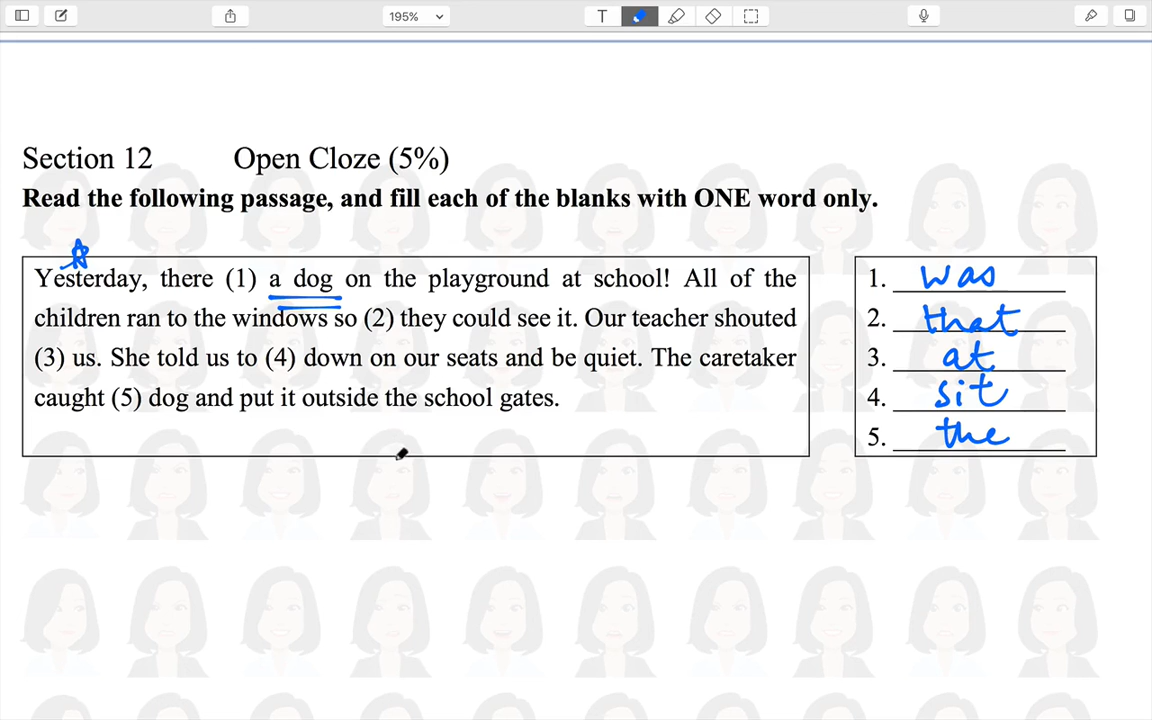 195%
T
Section 12 Open Cloze (5%)
Read the following passage, and fill each of the blanks with ONE word only.
Yesterday, there (1) a dog on the playground at school! All of the
children ran to the windows so (2) they could see it. Our teacher shouted
(3) us. She told us to (4) down on our seats and be quiet. The caretaker
caught (5) dog and put it outside the school gates.
1. was
2. that
3. at
4. sit
5. the